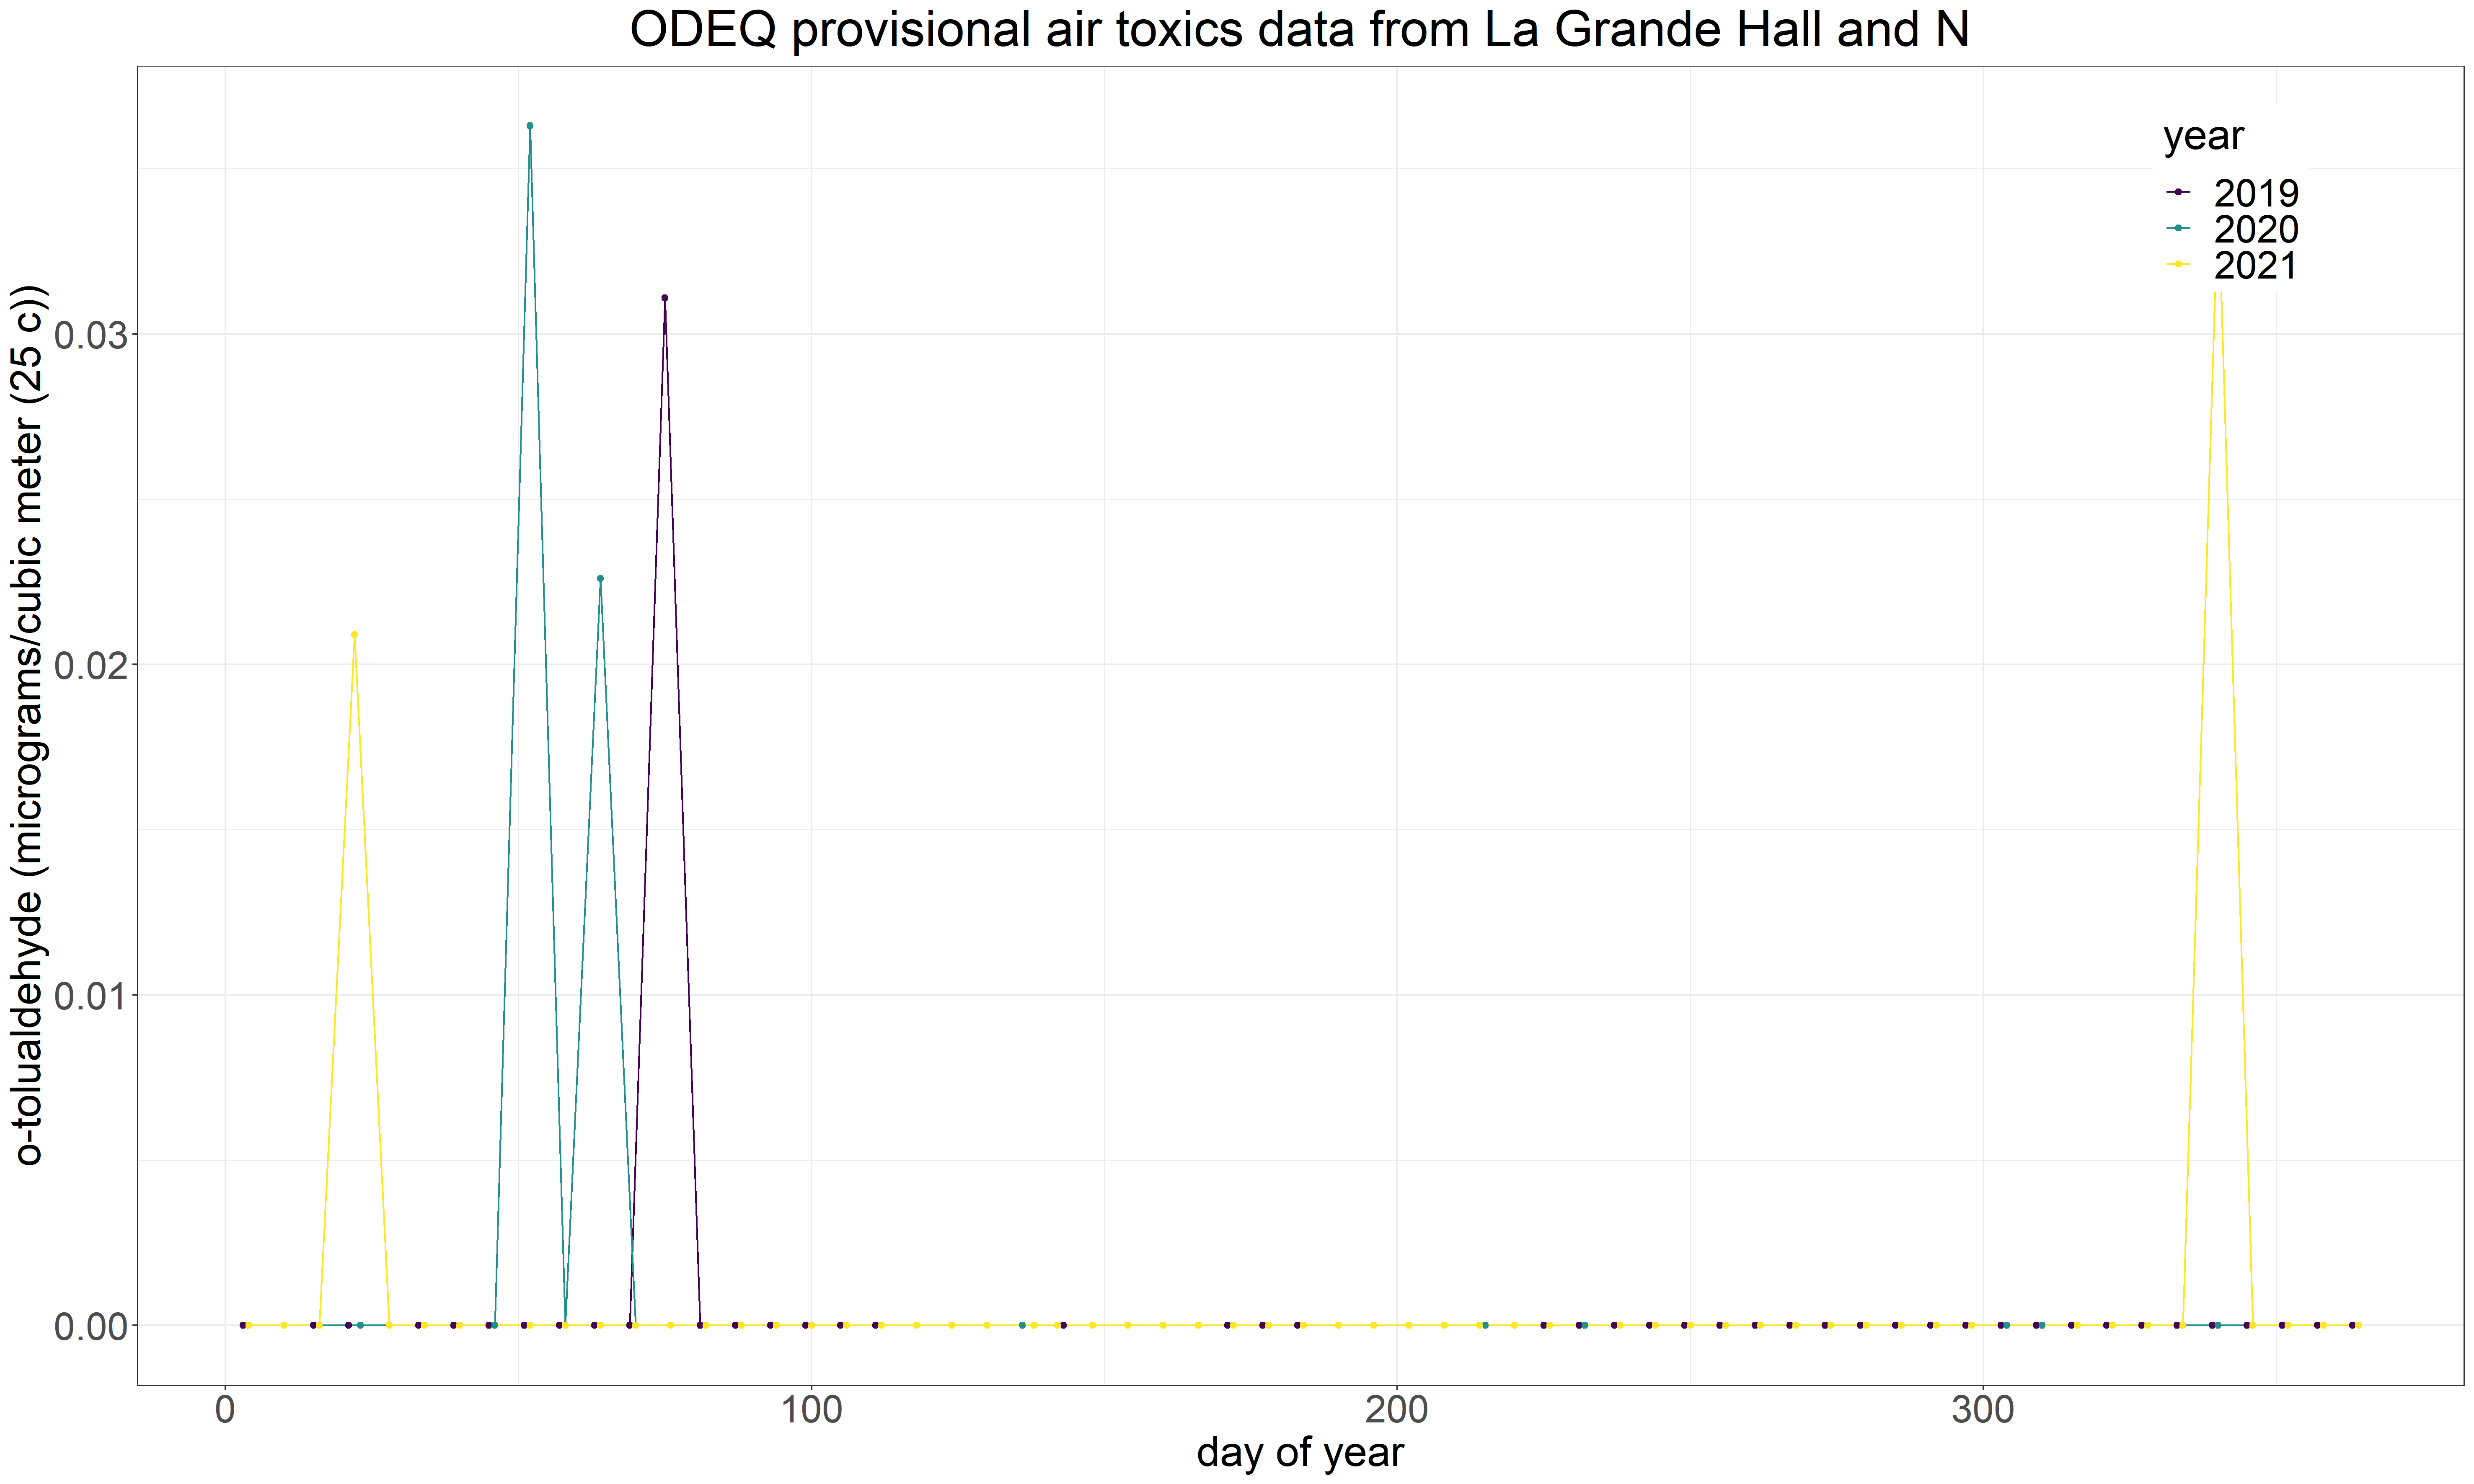 ODEQ provisional air toxics data from La Grande Hall and N
o-tolualdehyde (micrograms/cubic meter (25 c))
0.03
0.02
0.01
0.00
0
100
200
300
day of year
year
2019
2020
2021